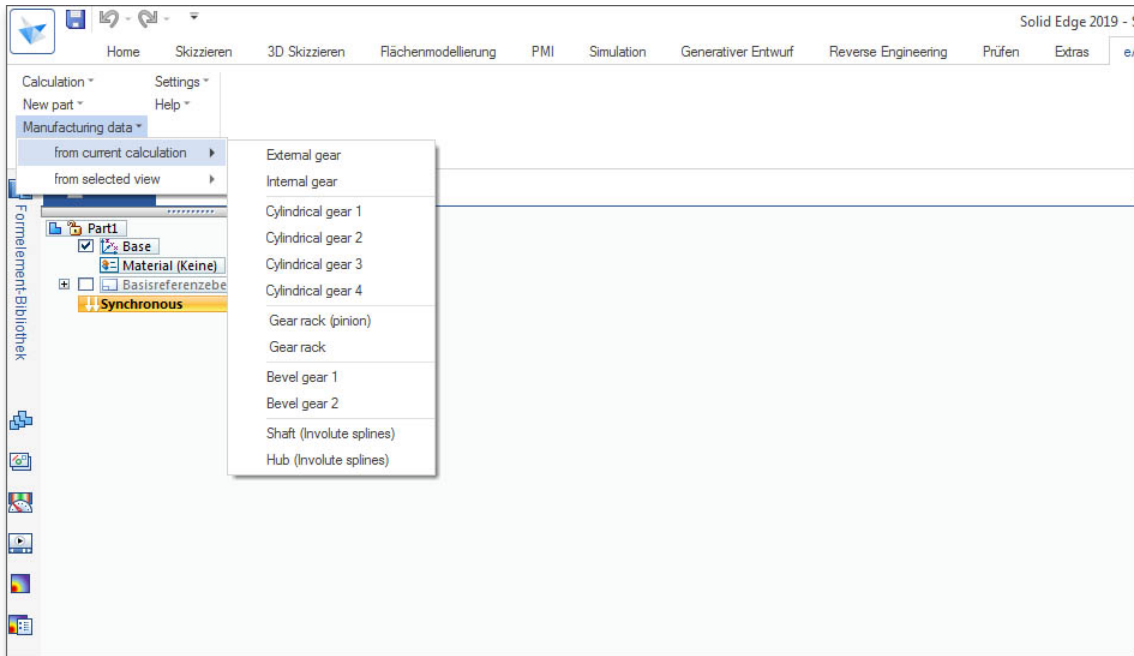 Solid Edge 2019 - S
Home Skizzieren 3D Skizzieren Flächenmodellierung PMI Simulation Generativer Entwurf Reverse Engineering Prüfen Extras eA
Calculation Settings
New part Help
Manufacturing data
from current calculation
from selected view
External gear
Internal gear
Cylindrical gear 1
Cylindrical gear 2
Cylindrical gear 3
Cylindrical gear 4
Gear rack (pinion)
Gear rack
Bevel gear 1
Bevel gear 2
Shaft (Involute splines)
Hub (Involute splines)
Formelement-Bibliothek
Part1
Base
Material (Keine)
Basisreferenzebe
Synchronous